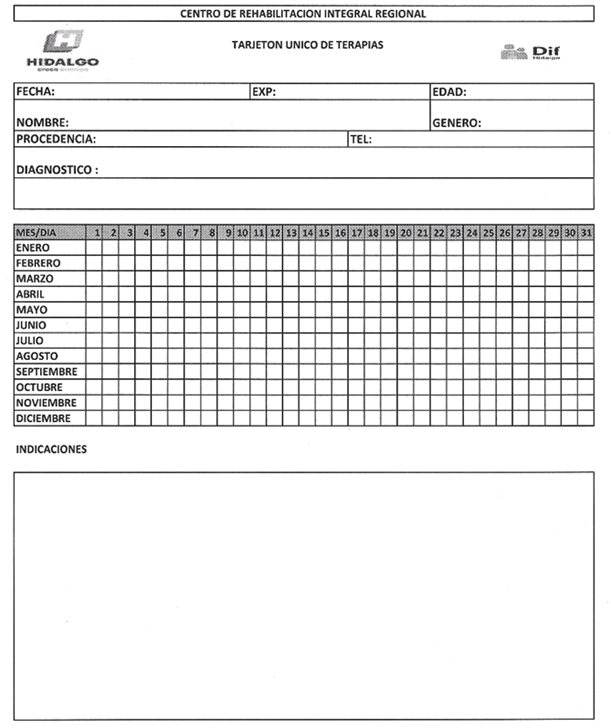 CENTRO DE REHABILITACION INTEGRAL REGIONAL
HIDALGO
TARJETON UNICO DE TERAPIAS
Dif
Hidalgo
FECHA: EXP: EDAD:
NOMBRE: GENERO:
PROCEDENCIA: TEL:
DIAGNOSTICO :
MES/DIA 1 2 3 4 5 6 7 8 9 10 11 12 13 14 15 16 17 18 19 20 21 22 23 24 25 26 27 28 29 30 31
ENERO
FEBRERO
MARZO
ABRIL
MAYO
JUNIO
JULIO
AGOSTO
SEPTIEMBRE
OCTUBRE
NOVIEMBRE
DICIEMBRE
INDICACIONES